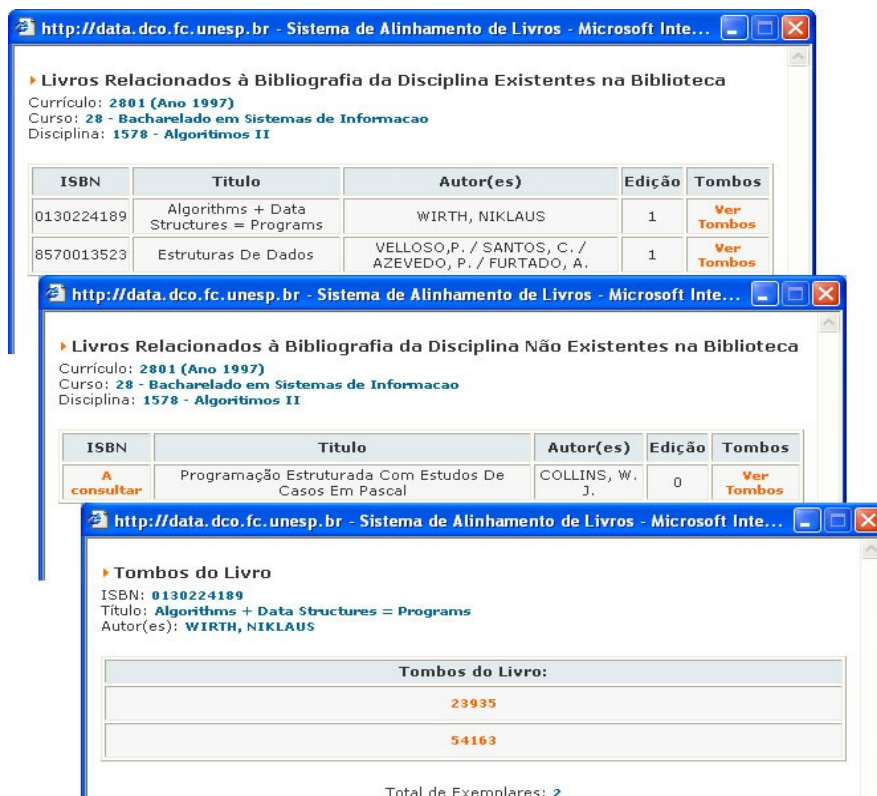 http://data.dco.fc.unesp.br - Sistema de Alinhamento de Livros - Microsoft Inte...
Livros Relacionados à Bibliografia da Disciplina Existentes na Biblioteca
Currículo: 2801 (Ano 1997)
Curso: 28 - Bacharelado em Sistemas de Informacao
Disciplina: 1578 - Algoritimos II
ISBN Titulo Autor(es) Edição Tombos
0130224189 Algorithms + Data Structures = Programs WIRTH, NIKLAUS 1 Ver Tombos
8570013523 Estruturas De Dados VELLOSO,P. / SANTOS, C. / AZEVEDO, P. / FURTADO, A. 1 Ver Tombos
http://data.dco.fc.unesp.br - Sistema de Alinhamento de Livros - Microsoft Inte...
Livros Relacionados à Bibliografia da Disciplina Não Existentes na Biblioteca
Currículo: 2801 (Ano 1997)
Curso: 28 - Bacharelado em Sistemas de Informacao
Disciplina: 1578 - Algoritimos II
ISBN Titulo Autor(es) Edição Tombos
A consultar Programação Estruturada Com Estudos De Casos Em Pascal COLLINS, W. J. 0 Ver Tombos
http://data.dco.fc.unesp.br - Sistema de Alinhamento de Livros - Microsoft Inte...
Tombos do Livro
ISBN: 0130224189
Título: Algorithms + Data Structures = Programs
Autor(es): WIRTH, NIKLAUS
Tombos do Livro:
23935
54163
Total de Exemplares: 2